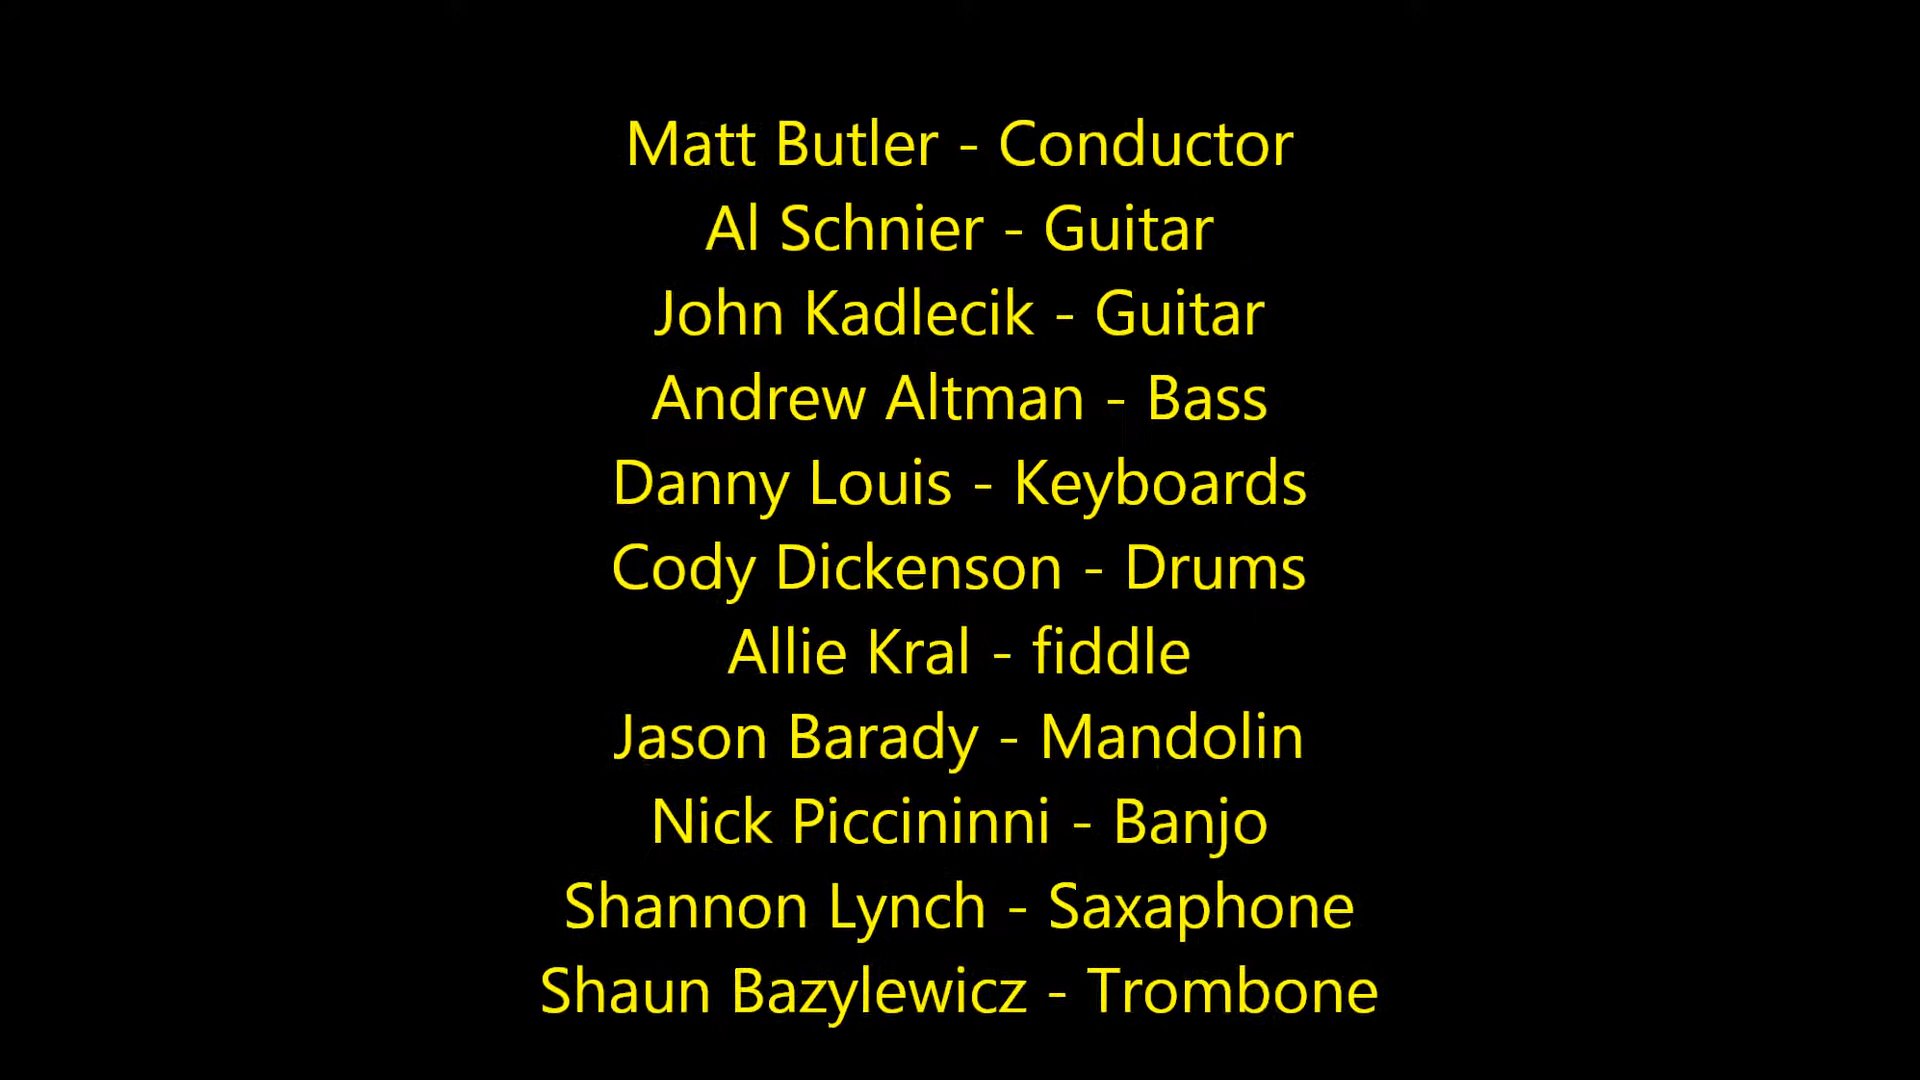 Matt Butler - Conductor
Al Schnier - Guitar
John Kadlecik - Guitar
Andrew Altman - Bass
Danny Louis - Keyboards
Cody Dickenson - Drums
Allie Kral - fiddle
Jason Barady - Mandolin
Nick Piccininni - Banjo
Shannon Lynch - Saxaphone
Shaun Bazylewicz - Trombone